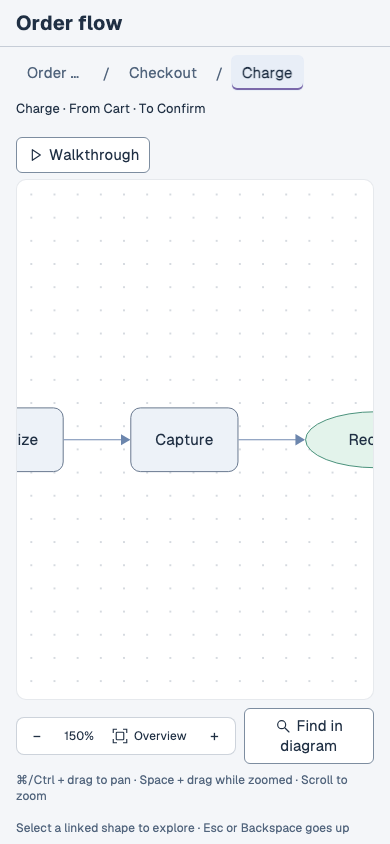 Order flow
Order ... / Checkout / Charge
Charge · From Cart · To Confirm
Walkthrough
ize
Capture
Rec
− 150% Overview +
Find in
diagram
⌘/Ctrl + drag to pan · Space + drag while zoomed · Scroll to
zoom
Select a linked shape to explore · Esc or Backspace goes up